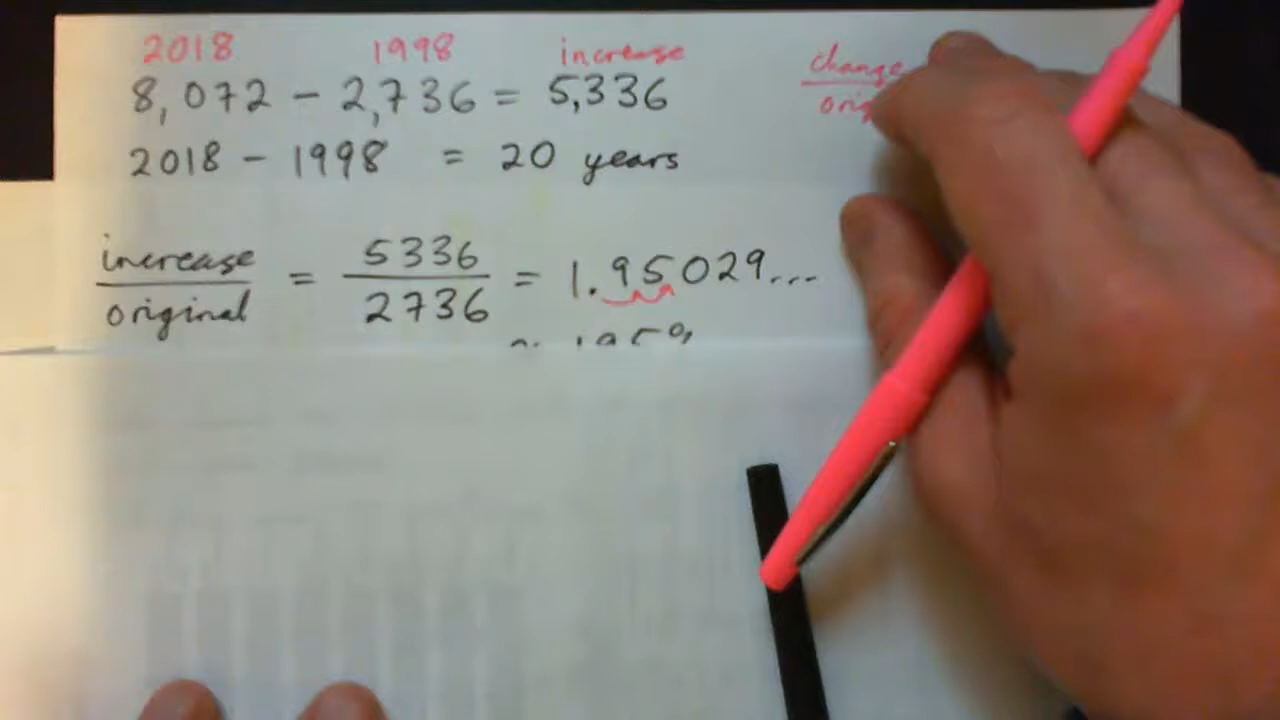 2018 1998 increase change
8,072 - 2,736 = 5,336
2018 - 1998 = 20 years
increase / original = 5336 / 2736 = 1.95029...